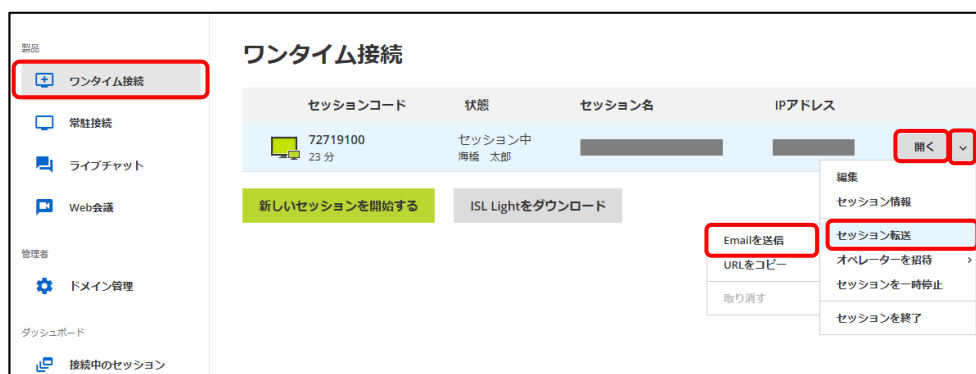 製品
ワンタイム接続
常駐接続
ライブチャット
Web会議
管理者
ドメイン管理
ダッシュボード
接続中のセッション
ワンタイム接続
セッションコード 状態 セッション名 IPアドレス
72719100 セッション中
23 分 海橋 太郎
開く
新しいセッションを開始する ISL Lightをダウンロード
編集
セッション情報
セッション転送
オペレーターを招待
セッションを一時停止
セッションを終了
Emailを送信
URLをコピー
取り消す